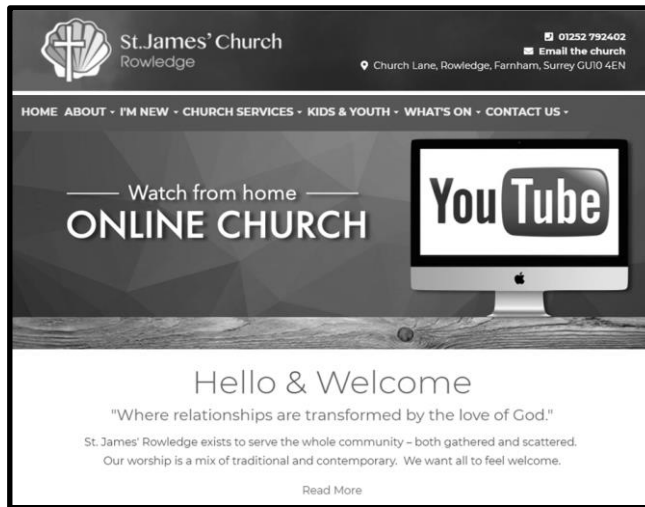 St.James' Church
Rowledge
01252 792402
Email the church
Church Lane, Rowledge, Farnham, Surrey GU10 4EN
HOME ABOUT I'M NEW CHURCH SERVICES KIDS & YOUTH WHAT'S ON CONTACT US
Watch from home
ONLINE CHURCH
YouTube
Hello & Welcome
"Where relationships are transformed by the love of God."
St. James' Rowledge exists to serve the whole community – both gathered and scattered.
Our worship is a mix of traditional and contemporary. We want all to feel welcome.
Read More